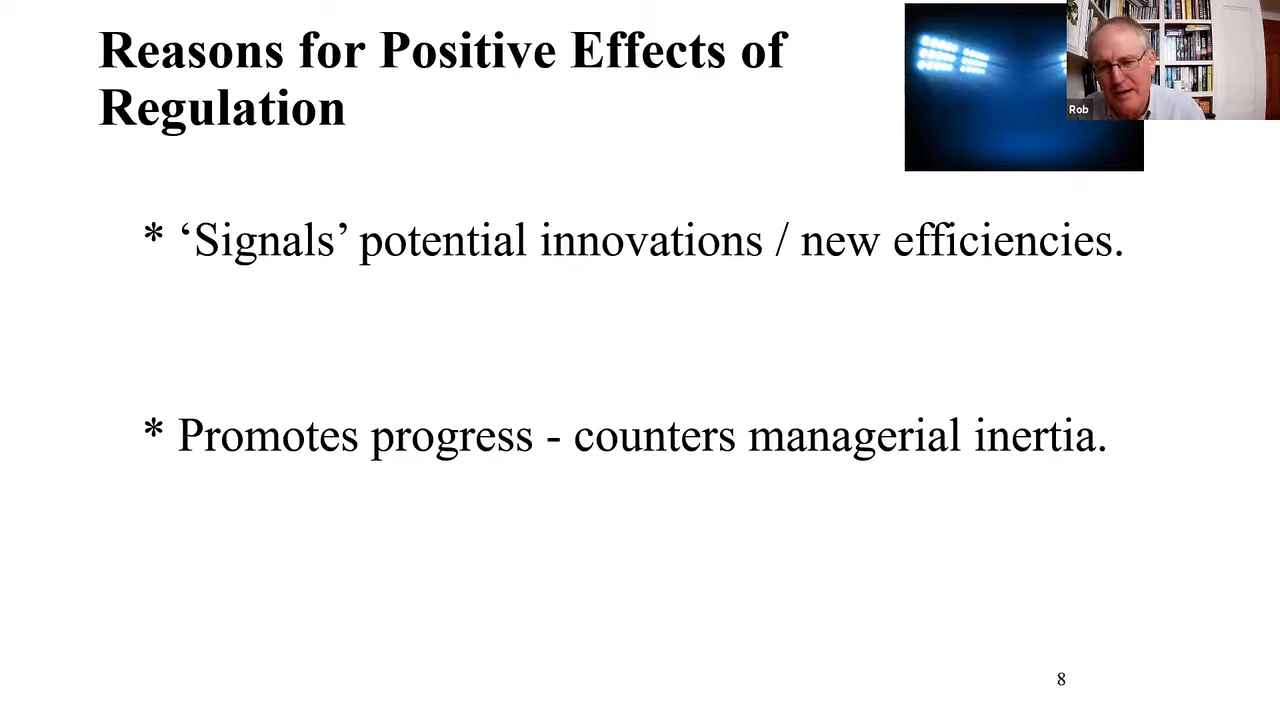 Reasons for Positive Effects of
Regulation
Rob
* ‘Signals’ potential innovations / new efficiencies.
* Promotes progress - counters managerial inertia.
8